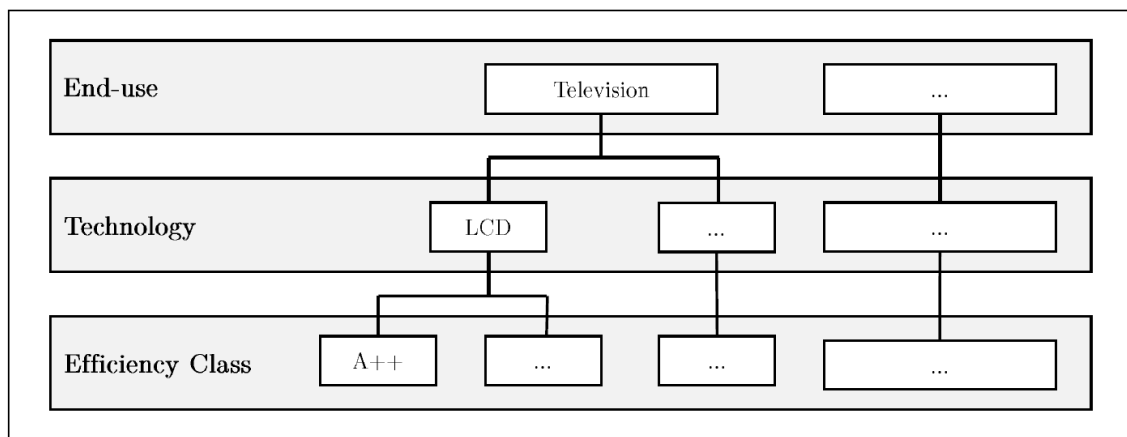 End-use
Television
...
Technology
LCD
...
...
Efficiency Class
A++
...
...
...